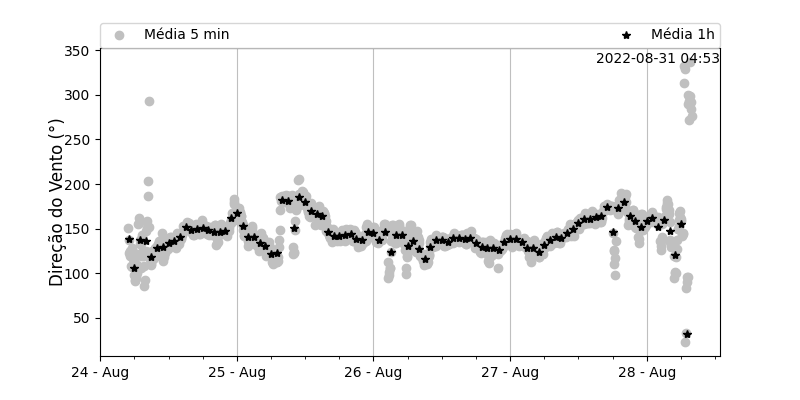 Média 5 min
Média 1h
2022-08-31 04:53
Direção do Vento (°)
350
300
250
200
150
100
50
24 - Aug
25 - Aug
26 - Aug
27 - Aug
28 - Aug